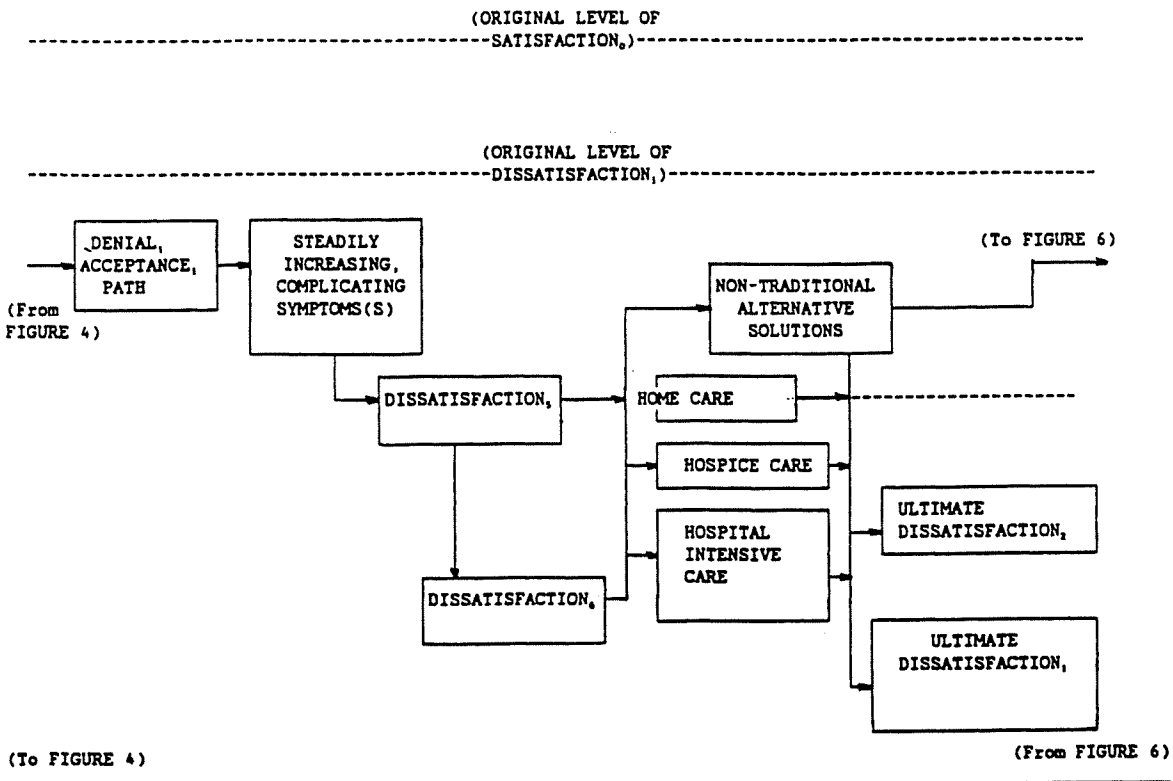 (ORIGINAL LEVEL OF
SATISFACTION₀)
(ORIGINAL LEVEL OF
DISSATISFACTION₁)
DENIAL₁
ACCEPTANCE₁
PATH
(From
FIGURE 4)
STEADILY
INCREASING,
COMPLICATING
SYMPTOMS(S)
(To FIGURE 6)
NON-TRADITIONAL
ALTERNATIVE
SOLUTIONS
DISSATISFACTION₅
HOME CARE
HOSPICE CARE
HOSPITAL
INTENSIVE
CARE
ULTIMATE
DISSATISFACTION₂
DISSATISFACTION₆
ULTIMATE
DISSATISFACTION₁
(To FIGURE 4)
(From FIGURE 6)